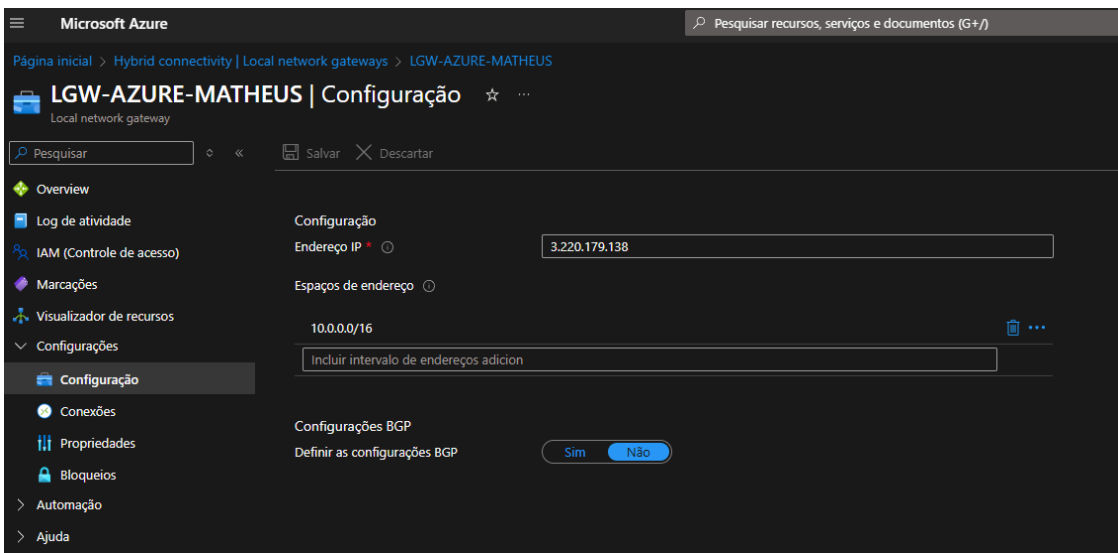 Microsoft Azure
Pesquisar recursos, serviços e documentos (G+/)
Página inicial > Hybrid connectivity | Local network gateways > LGW-AZURE-MATHEUS
LGW-AZURE-MATHEUS | Configuração
Local network gateway
Pesquisar
Salvar
Descartar
Overview
Log de atividade
IAM (Controle de acesso)
Marcações
Visualizador de recursos
Configurações
Configuração
Conexões
Propriedades
Bloqueios
Automação
Ajuda
Configuração
Endereço IP *
3.220.179.138
Espaços de endereço
10.0.0.0/16
Incluir intervalo de endereços adicion
Configurações BGP
Definir as configurações BGP
Sim
Não